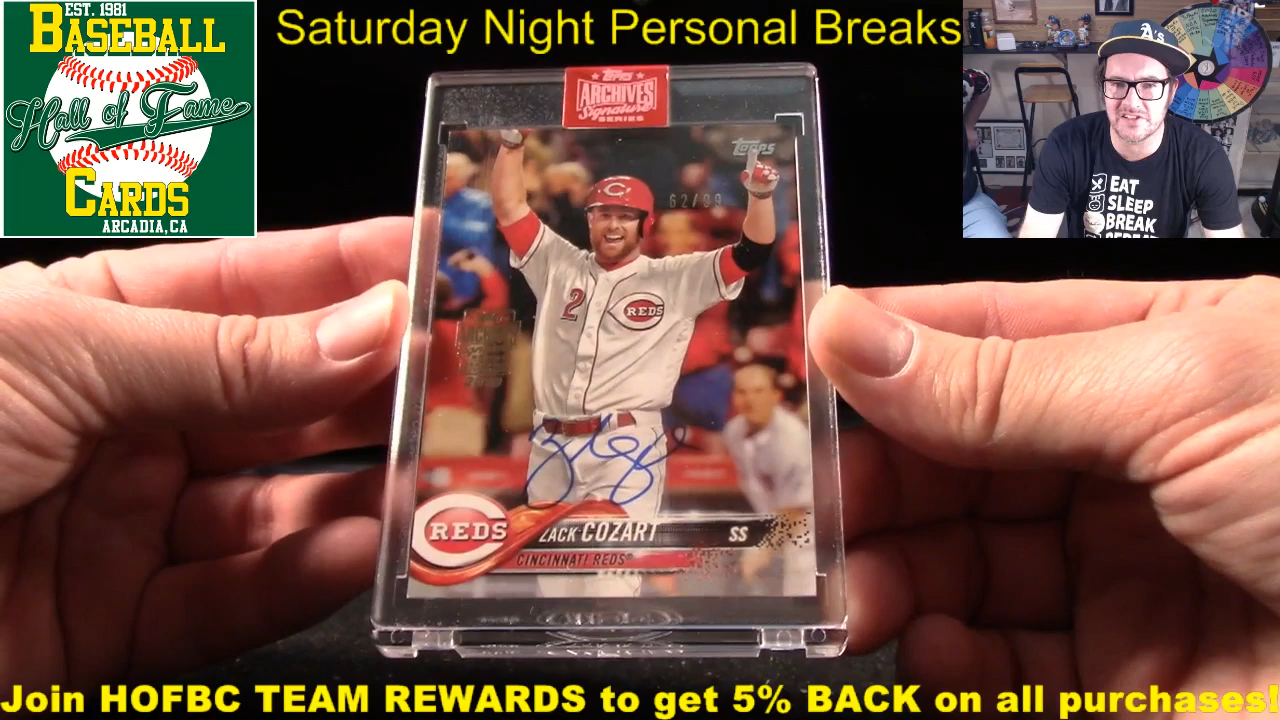 EST. 1981
BASEBALL
Hall of Fame
CARDS
ARCADIA, CA
Saturday Night Personal Breaks
A's
EAT
SLEEP
BREAK
TOPPS
ARCHIVES
Signature
SERIES
Topps
62/99
C
2
REDS
REDS
ZACK COZART
SS
CINCINNATI REDS
Join HOFBC TEAM REWARDS to get 5% BACK on all purchases!